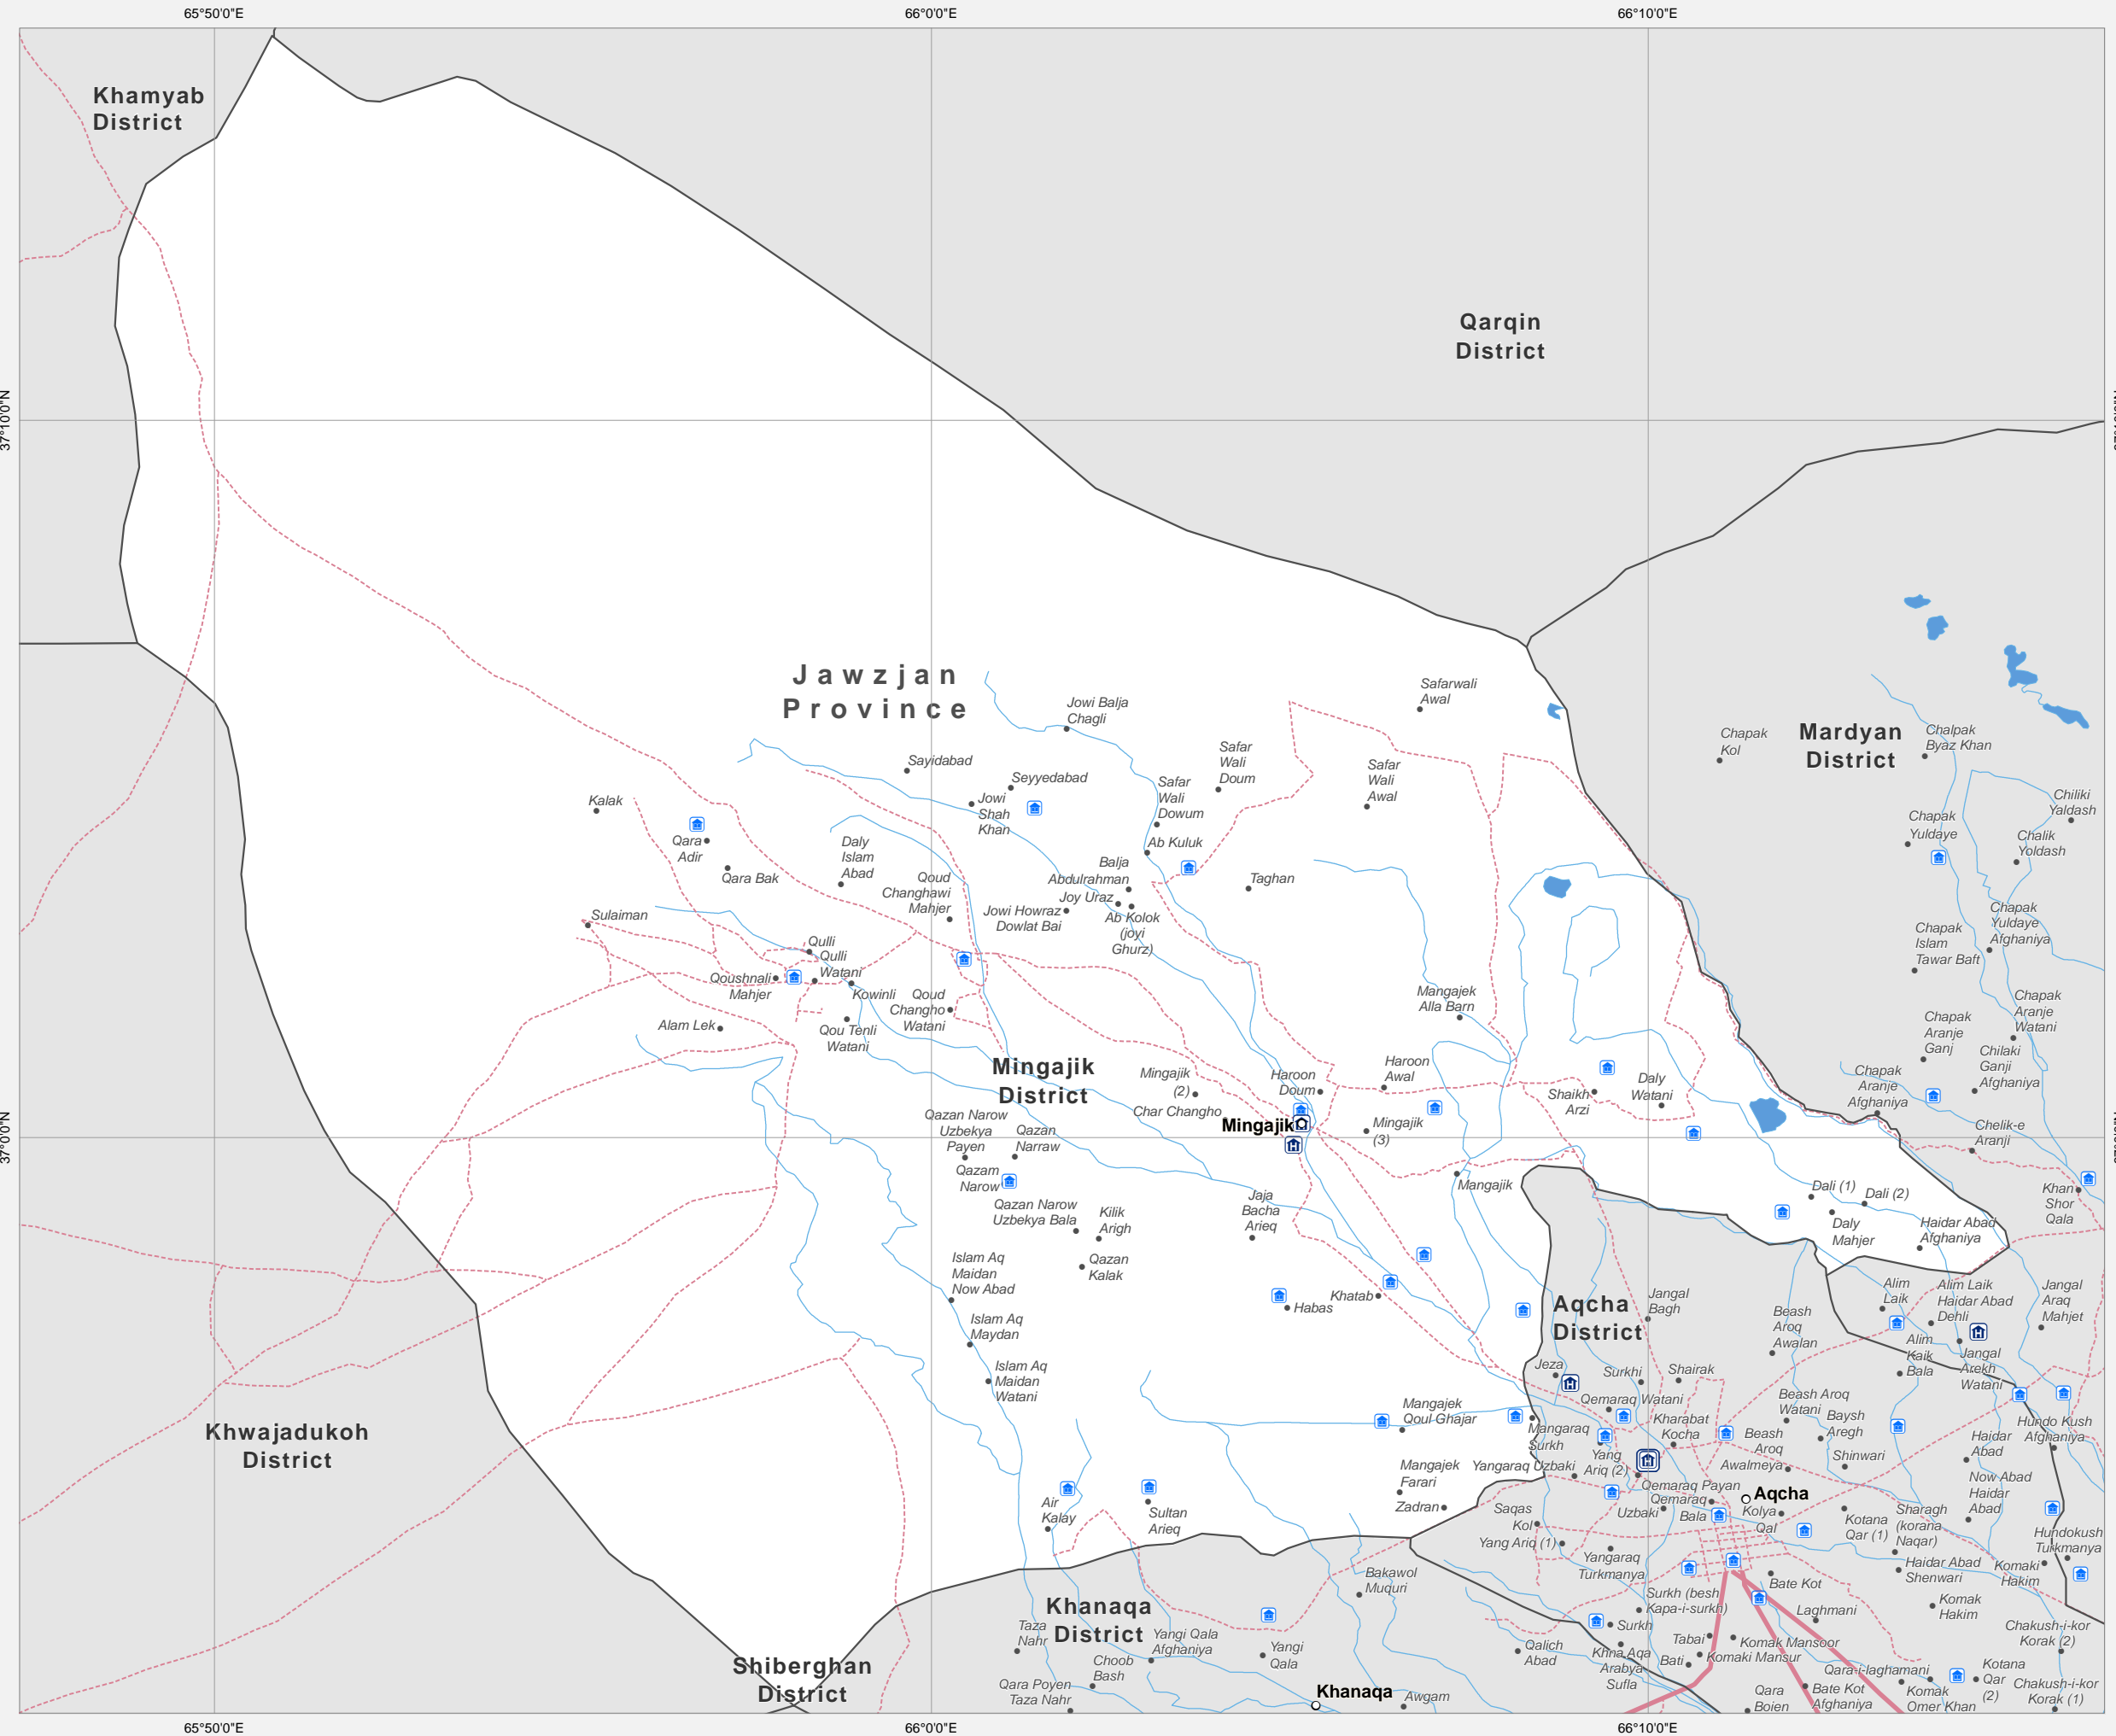 65°50'0"E
66°0'0"E
66°10'0"E
Khamyab
District
Qarqin
District
37°10'0"N
Jawzjan
Province
Safarwali
Awal
Jowi Balja
Chagli
Chapak
Kol
Mardyan
District
Chalpak
Byaz Khan
Sayidabad
Seyyedabad
Safar
Wali
Doum
Safar
Wali
Awal
Safar
Wali
Dowum
Kalak
Jowi
Shah
Khan
Chiliki
Yaldash
Chapak
Yuldaye
Chalik
Yoldash
Qara
Adir
Qara Bak
Daly
Islam
Abad
Ab Kuluk
Balja
Abdulrahman
Joy Uraz
Taghan
Qoud
Changhawi
Mahjer
Jowi Howraz
Dowlat Bai
Ab Kolok
(joyi
Ghurz)
Sulaiman
Chapak
Yuldaye
Afghaniya
Chapak
Islam
Tawar Baft
Qulli
Qulli
Watani
Qoushnali
Mahjer
Kowinli
Qoud
Changho
Watani
Mangajek
Alla Barn
Chapak
Aranje
Watani
Alam Lek
Qou Tenli
Watani
Chapak
Aranje
Ganj
Chilaki
Ganji
Afghaniya
Mingajik
District
Mingajik
(2)
Haroon
Doum
Haroon
Awal
Shaikh
Arzi
Daly
Watani
Chapak
Aranje
Afghaniya
Char Changho
Mingajik
Mingajik
(3)
Qazan Narow
Uzbekya
Payen
Qazan
Narraw
Chelik-e
Aranji
37°0'0"N
Qazam
Narow
Mangajik
Dali (1)
Dali (2)
Khan
Shor
Qala
Qazan Narow
Uzbekya Bala
Kilik
Arigh
Jaja
Bacha
Arieq
Daly
Mahjer
Haidar Abad
Afghaniya
Islam Aq
Maidan
Now Abad
Qazan
Kalak
Habas
Khatab
Aqcha
District
Jangal
Bagh
Alim
Laik
Alim Laik
Haidar Abad
Dehli
Jangal
Araq
Mahjet
Beash
Aroq
Awalan
Islam Aq
Maydan
Alim
Kaik
Bala
Jangal
Arekh
Watani
Islam Aq
Maidan
Watani
Jeza
Surkhi
Shairak
Khwajadukoh
District
Mangajek
Qoul Ghajar
Qemaraq Watani
Beash Aroq
Watani
Baysh
Aregh
Hundo Kush
Afghaniya
Mangaraq
Surkh
Kharabat
Kocha
Beash
Aroq
Awalmeya
Haidar
Abad
Yang
Ariq (2)
Yangaraq Uzbaki
Shinwari
Mangajek
Farari
Now Abad
Haidar
Abad
Qemaraq Payan
Qemaraq
Bala
Aqcha
Zadran
Uzbaki
Kolya
Qal
Air
Kalay
Sultan
Arieq
Saqas
Kol
Kotana
Qar (1)
Sharagh
(korana
Naqar)
Hundokush
Turkmanya
Yang Ariq (1)
Yangaraq
Turkmanya
Haidar Abad
Shenwari
Komaki
Hakim
Bakawol
Muquri
Bate Kot
Surkh (besh
Kapa-i-surkh)
Laghmani
Komak
Hakim
Khanaqa
District
Taza
Nahr
Yangi Qala
Afghaniya
Yangi
Qala
Surkh
Tabai
Komak Mansoor
Komaki Mansur
Chakush-i-kor
Korak (2)
Qalich
Abad
Khna Aqa
Arabya
Sufla
Bati
Choob
Bash
Qara-i-laghamani
Kotana
Qar
(2)
Shiberghan
District
Qara Poyen
Taza Nahr
Khanaqa
Awgam
Qara
Boien
Bate Kot
Afghaniya
Komak
Omer Khan
Chakush-i-kor
Korak (1)
65°50'0"E
66°0'0"E
66°10'0"E